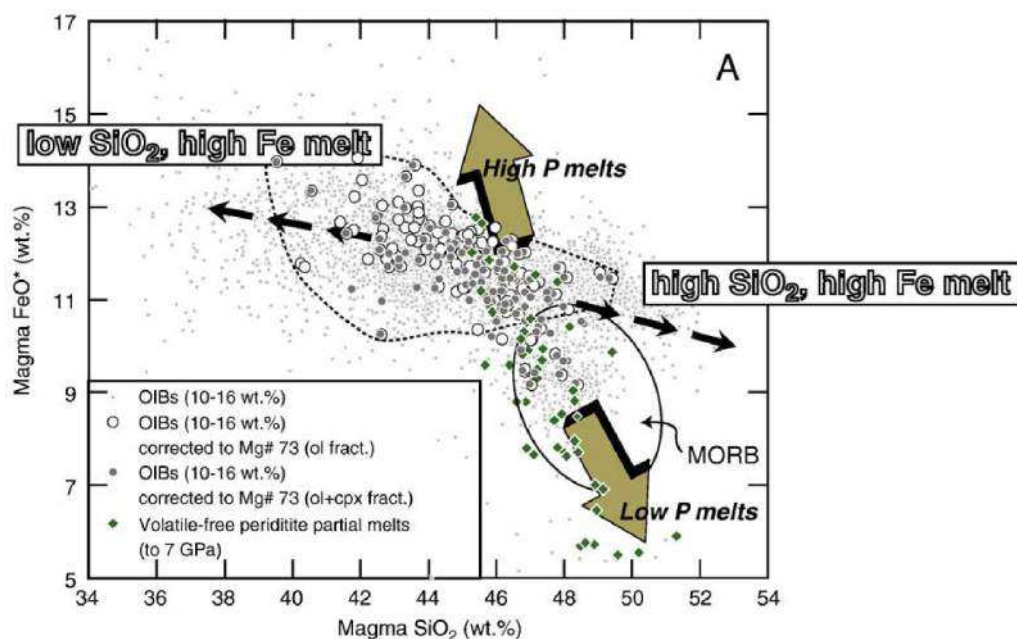 17
A
15
low SiO₂, high Fe melt
High P melts
13
Magma FeO* (wt.%)
11
high SiO₂, high Fe melt
9
OIBs (10-16 wt.%)
OIBs (10-16 wt.%)
corrected to Mg# 73 (ol fract.)
OIBs (10-16 wt.%)
corrected to Mg# 73 (ol+cpx fract.)
Volatile-free periditite partial melts
(to 7 GPa)
MORB
7
Low P melts
5
34 36 38 40 42 44 46 48 50 52 54
Magma SiO₂ (wt.%)